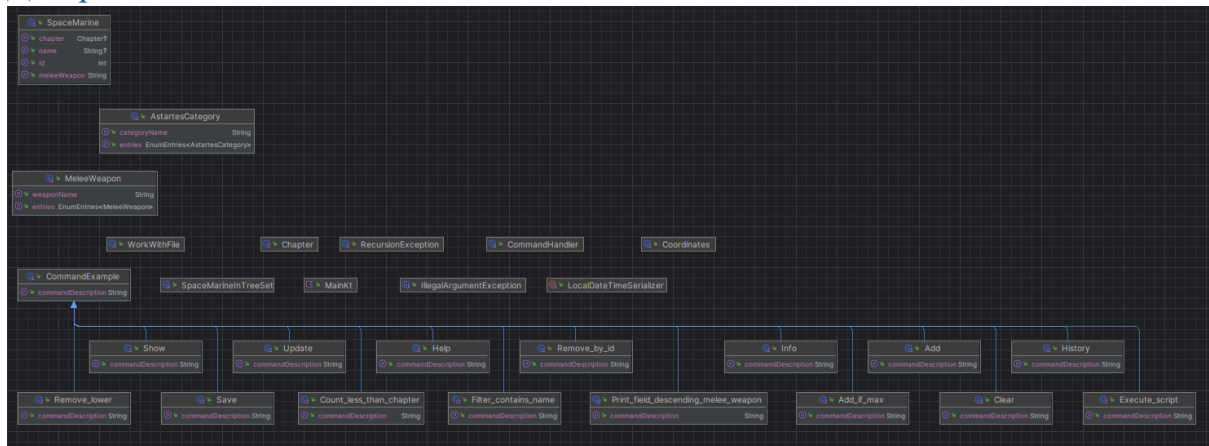 SpaceMarine
chapter Chapter?
name String?
id Int
meleeWeapon String
AstartesCategory
categoryName String
entries EnumEntries<AstartesCategory>
MeleeWeapon
weaponName String
entries EnumEntries<MeleeWeapon>
WorkWithFile Chapter RecursionException CommandHandler Coordinates
CommandExample
commandDescription String
SpaceMarineInTreeSet MainKt IllegalArgumentException LocalDateTimeSerializer
Show Update Help Remove_by_id Info Add History
commandDescription String commandDescription String commandDescription String commandDescription String commandDescription String commandDescription String commandDescription String
Remove_lower Save Count_less_than_chapter Filter_contains_name Print_field_descending_melee_weapon Add_if_max Clear Execute_script
commandDescription String commandDescription String commandDescription String commandDescription String commandDescription String commandDescription String commandDescription String commandDescription String